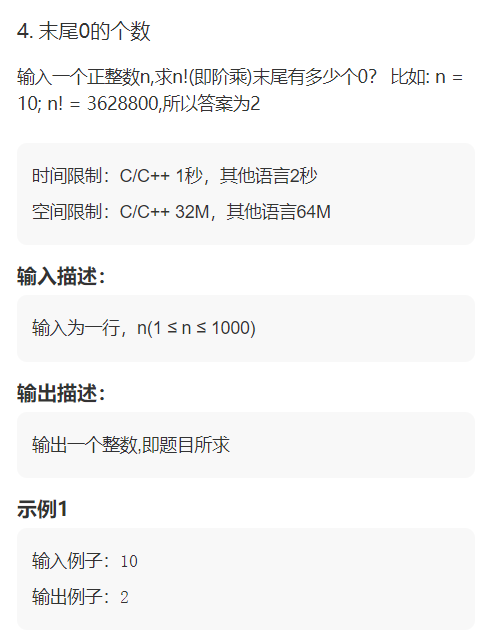 4. 末尾0的个数
输入一个正整数n,求n!(即阶乘)末尾有多少个0？ 比如: n =
10; n! = 3628800,所以答案为2
时间限制：C/C++ 1秒，其他语言2秒
空间限制：C/C++ 32M，其他语言64M
输入描述：
输入为一行，n(1 ≤ n ≤ 1000)
输出描述：
输出一个整数,即题目所求
示例1
输入例子：10
输出例子：2